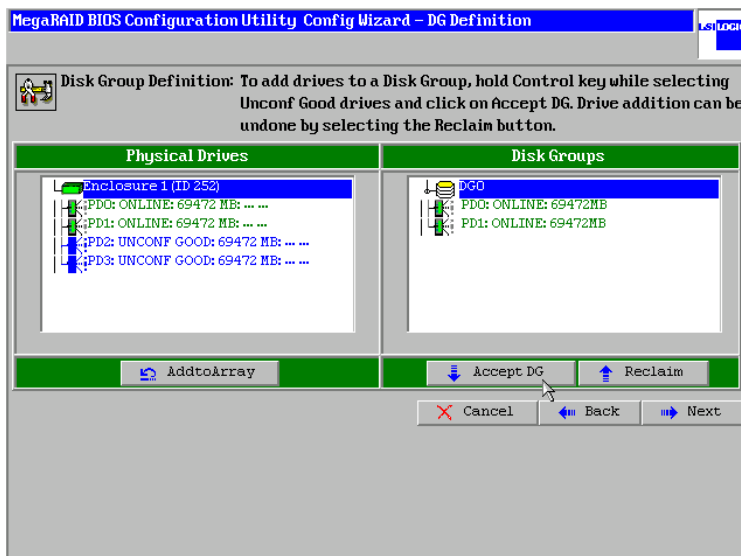 MegaRAID BIOS Configuration Utility Config Wizard - DG Definition
LSI LOGIC
Disk Group Definition: To add drives to a Disk Group, hold Control key while selecting
Unconf Good drives and click on Accept DG. Drive addition can be
undone by selecting the Reclaim button.
Physical Drives
Enclosure 1 (ID 252)
PD0: ONLINE: 69472 MB: -- --
PD1: ONLINE: 69472 MB: -- --
PD2: UNCONF GOOD: 69472 MB: -- --
PD3: UNCONF GOOD: 69472 MB: -- --
AddtoArray
Disk Groups
DG0
PD0: ONLINE: 69472MB
PD1: ONLINE: 69472MB
Accept DG
Reclaim
Cancel
Back
Next